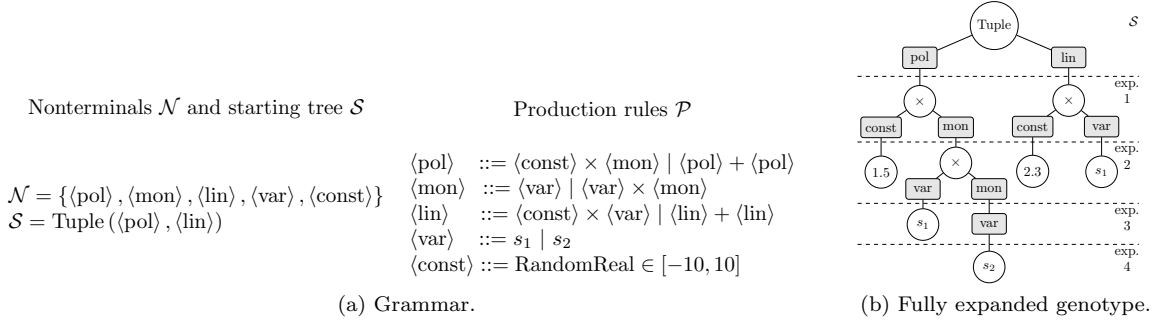 Nonterminals 𝒩 and starting tree 𝒮
𝒩 = {⟨pol⟩ , ⟨mon⟩ , ⟨lin⟩ , ⟨var⟩ , ⟨const⟩}
𝒮 = Tuple (⟨pol⟩ , ⟨lin⟩)
Production rules 𝒫
⟨pol⟩ ::= ⟨const⟩ × ⟨mon⟩ | ⟨pol⟩ + ⟨pol⟩
⟨mon⟩ ::= ⟨var⟩ | ⟨var⟩ × ⟨mon⟩
⟨lin⟩ ::= ⟨const⟩ × ⟨var⟩ | ⟨lin⟩ + ⟨lin⟩
⟨var⟩ ::= s₁ | s₂
⟨const⟩ ::= RandomReal ∈ [−10, 10]
(a) Grammar.
Tuple 𝒮
pol lin
exp.
1
× ×
const mon const var
exp.
2
1.5 × 2.3 s₁
var mon
exp.
3
s₁ var
exp.
4
s₂
(b) Fully expanded genotype.